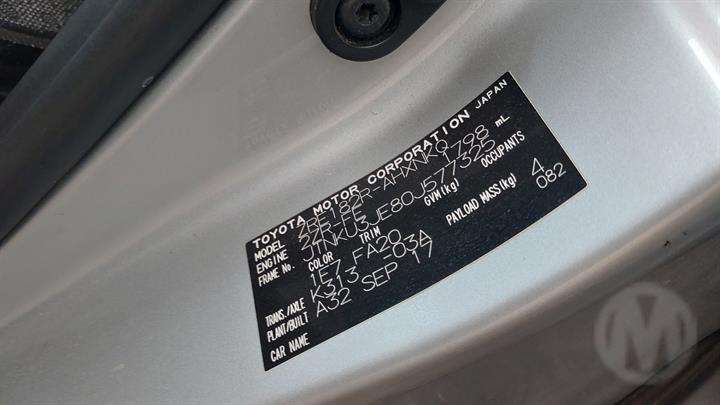 TOYOTA MOTOR CORPORATION JAPAN
MODEL ZRE182R-AHXNKQ
ENGINE 2ZR-FE 1798 mL
FRAME No. JTNKU3JE80J577325
COLOR TRIM GVM(kg) OCCUPANTS
1E7 FA20 4
TRANS./AXLE K313 -03A PAYLOAD MASS(kg) 082
PLANT/BUILT A32 SEP 17
CAR NAME
M